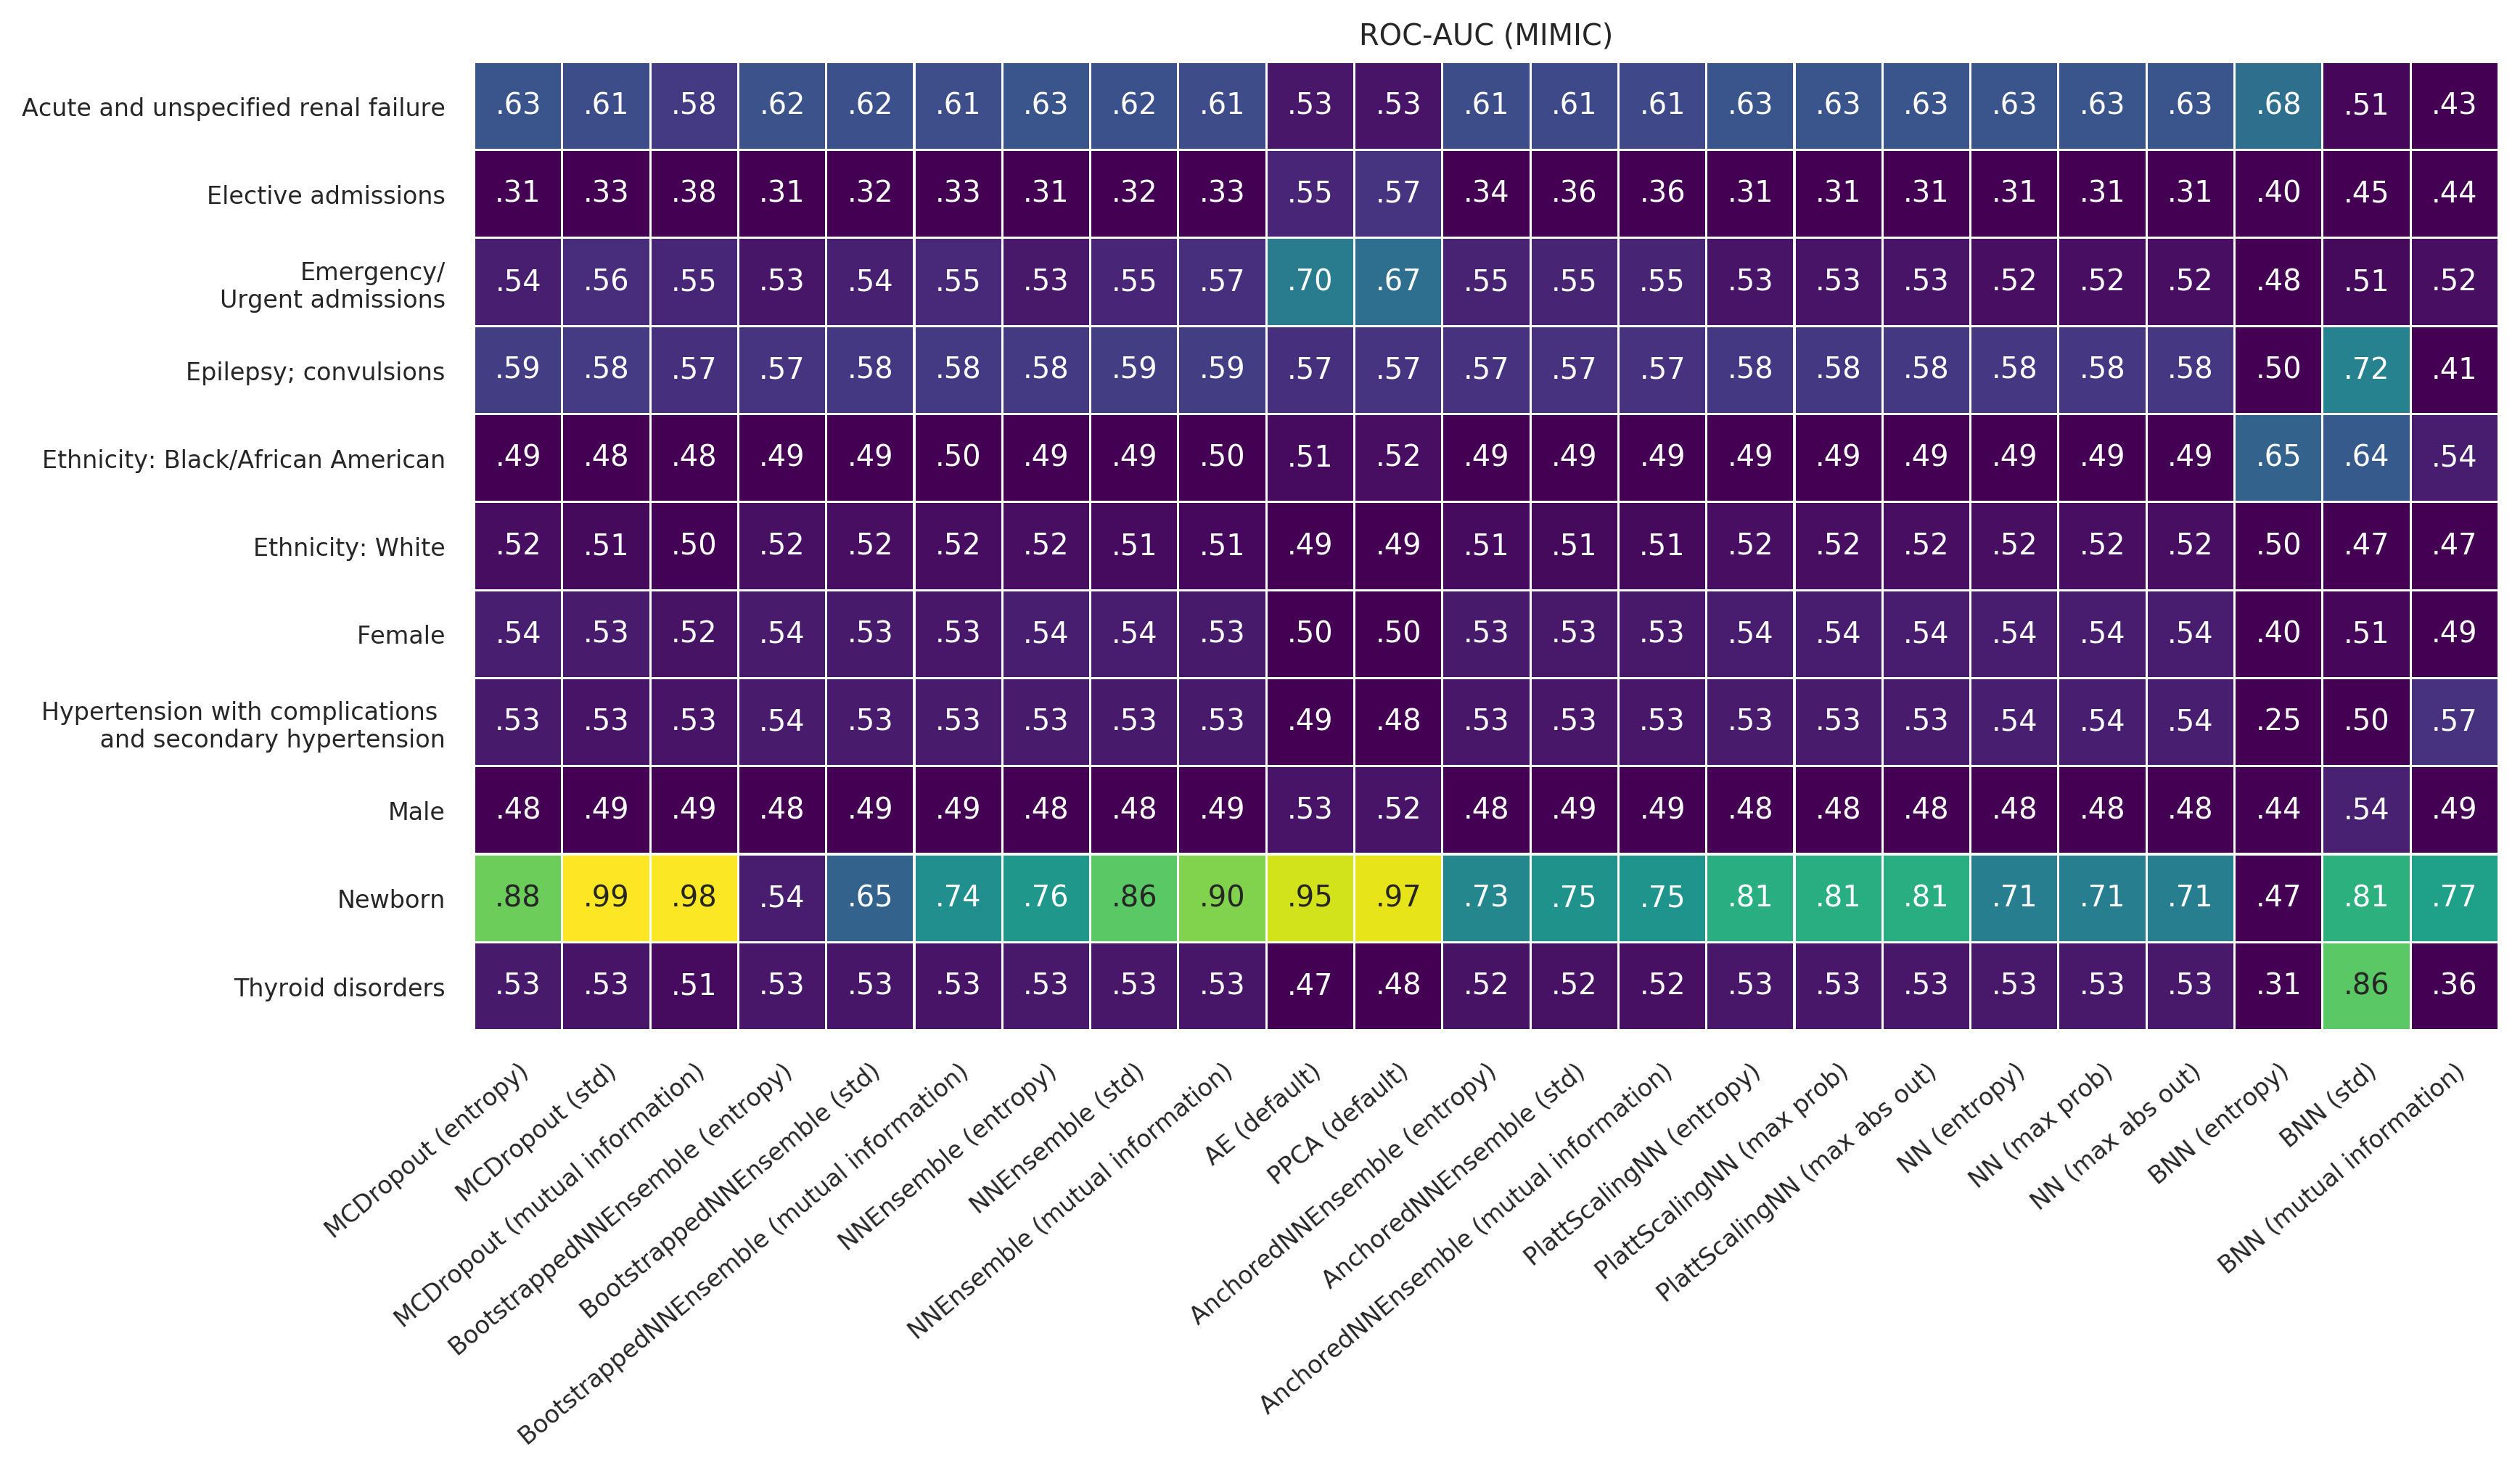 ROC-AUC (MIMIC)
Acute and unspecified renal failure .63 .61 .58 .62 .62 .61 .63 .62 .61 .53 .53 .61 .61 .61 .63 .63 .63 .63 .63 .63 .68 .51 .43
Elective admissions .31 .33 .38 .31 .32 .33 .31 .32 .33 .55 .57 .34 .36 .36 .31 .31 .31 .31 .31 .31 .40 .45 .44
Emergency/
Urgent admissions .54 .56 .55 .53 .54 .55 .53 .55 .57 .70 .67 .55 .55 .55 .53 .53 .53 .52 .52 .52 .48 .51 .52
Epilepsy; convulsions .59 .58 .57 .57 .58 .58 .58 .59 .59 .57 .57 .57 .57 .57 .58 .58 .58 .58 .58 .58 .50 .72 .41
Ethnicity: Black/African American .49 .48 .48 .49 .49 .50 .49 .49 .50 .51 .52 .49 .49 .49 .49 .49 .49 .49 .49 .49 .65 .64 .54
Ethnicity: White .52 .51 .50 .52 .52 .52 .52 .51 .51 .49 .49 .51 .51 .51 .52 .52 .52 .52 .52 .52 .50 .47 .47
Female .54 .53 .52 .54 .53 .53 .54 .54 .53 .50 .50 .53 .53 .53 .54 .54 .54 .54 .54 .54 .40 .51 .49
Hypertension with complications
and secondary hypertension .53 .53 .53 .54 .53 .53 .53 .53 .53 .49 .48 .53 .53 .53 .53 .53 .53 .54 .54 .54 .25 .50 .57
Male .48 .49 .49 .48 .49 .49 .48 .48 .49 .53 .52 .48 .49 .49 .48 .48 .48 .48 .48 .48 .44 .54 .49
Newborn .88 .99 .98 .54 .65 .74 .76 .86 .90 .95 .97 .73 .75 .75 .81 .81 .81 .71 .71 .71 .47 .81 .77
Thyroid disorders .53 .53 .51 .53 .53 .53 .53 .53 .53 .47 .48 .52 .52 .52 .53 .53 .53 .53 .53 .53 .31 .86 .36
MCDropout (entropy)
MCDropout (std)
MCDropout (mutual information)
BootstrappedNNEnsemble (entropy)
BootstrappedNNEnsemble (std)
BootstrappedNNEnsemble (mutual information)
NNEnsemble (entropy)
NNEnsemble (std)
NNEnsemble (mutual information)
AE (default)
PPCA (default)
AnchoredNNEnsemble (entropy)
AnchoredNNEnsemble (std)
AnchoredNNEnsemble (mutual information)
PlattScalingNN (entropy)
PlattScalingNN (max prob)
PlattScalingNN (max abs out)
NN (entropy)
NN (max prob)
NN (max abs out)
BNN (entropy)
BNN (std)
BNN (mutual information)